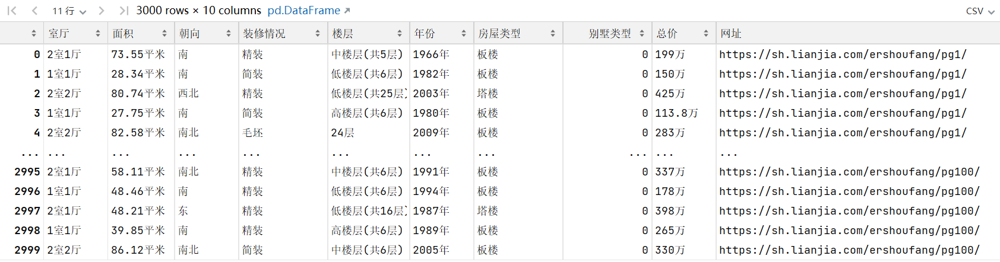 11 行 3000 rows × 10 columns pd.DataFrame CSV
室厅 面积 朝向 装修情况 楼层 年份 房屋类型 别墅类型 总价 网址
0 2室1厅 73.55平米 南 精装 中楼层(共5层) 1966年 板楼 0 199万 https://sh.lianjia.com/ershoufang/pg1/
1 1室1厅 28.34平米 南 简装 低楼层(共6层) 1982年 板楼 0 150万 https://sh.lianjia.com/ershoufang/pg1/
2 2室2厅 80.74平米 西北 精装 低楼层(共25层) 2003年 塔楼 0 425万 https://sh.lianjia.com/ershoufang/pg1/
3 1室1厅 27.75平米 南 简装 高楼层(共6层) 1980年 板楼 0 113.8万 https://sh.lianjia.com/ershoufang/pg1/
4 2室2厅 82.58平米 南北 毛坯 24层 2009年 板楼 0 283万 https://sh.lianjia.com/ershoufang/pg1/
... ... ... ... ... ... ... ... ... ... ...
2995 2室1厅 58.11平米 南北 精装 中楼层(共6层) 1991年 板楼 0 337万 https://sh.lianjia.com/ershoufang/pg100/
2996 1室1厅 48.46平米 南 精装 低楼层(共6层) 1994年 板楼 0 178万 https://sh.lianjia.com/ershoufang/pg100/
2997 2室1厅 48.21平米 东 精装 低楼层(共16层) 1987年 塔楼 0 398万 https://sh.lianjia.com/ershoufang/pg100/
2998 1室1厅 39.85平米 南 精装 高楼层(共6层) 1989年 板楼 0 265万 https://sh.lianjia.com/ershoufang/pg100/
2999 2室2厅 86.12平米 南北 简装 中楼层(共6层) 2005年 板楼 0 330万 https://sh.lianjia.com/ershoufang/pg100/